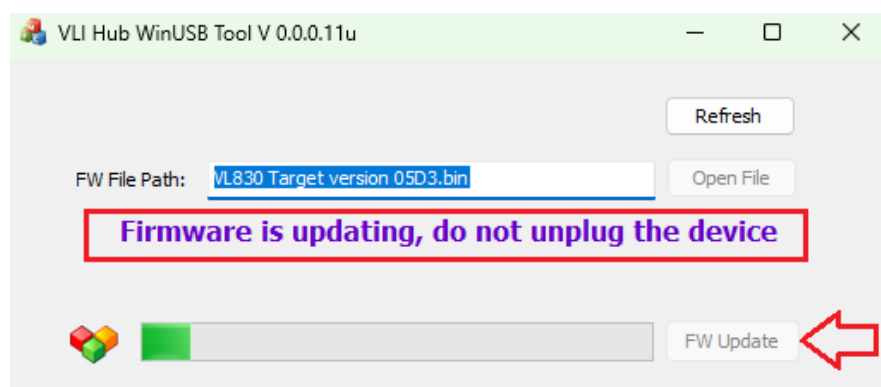 VLI Hub WinUSB Tool V 0.0.0.11u
Refresh
FW File Path: VL830 Target version 05D3.bin Open File
Firmware is updating, do not unplug the device
FW Update